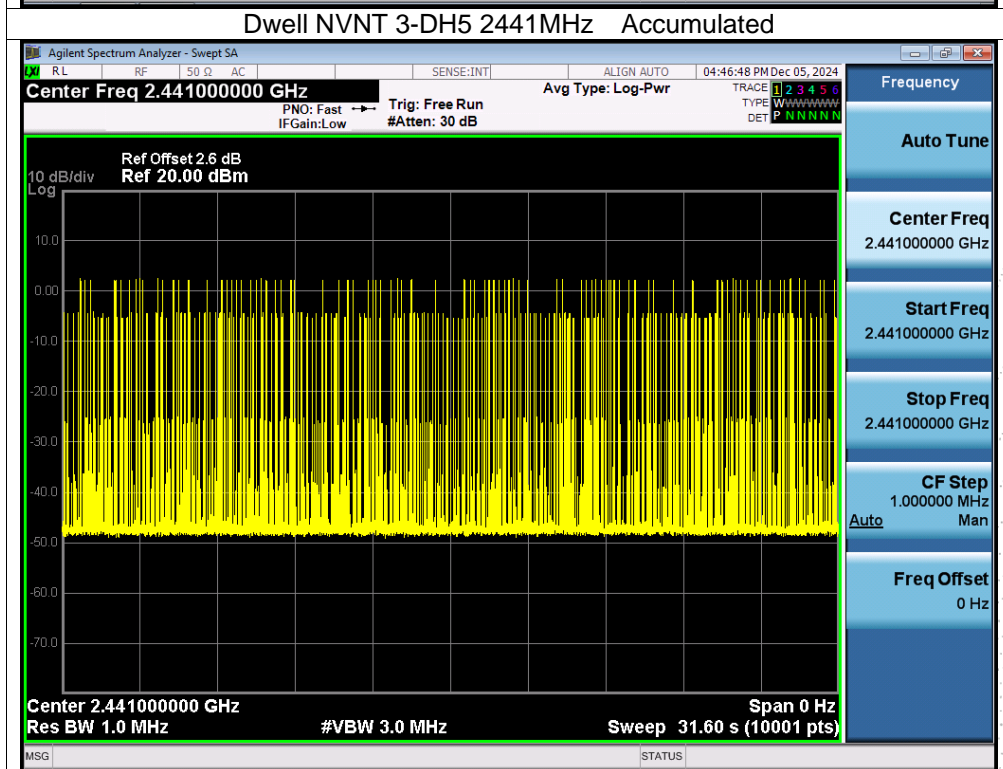 Dwell NVNT 3-DH5 2441MHz Accumulated
Agilent Spectrum Analyzer - Swept SA
LXI RL RF 50 Ω AC SENSE:INT ALIGN AUTO 04:46:48 PM Dec 05, 2024
Center Freq 2.441000000 GHz
PNO: Fast
IFGain:Low
Trig: Free Run
#Atten: 30 dB
Avg Type: Log-Pwr
TRACE 1 2 3 4 5 6
TYPE WWWWWW
DET P N N N N N
Frequency
Ref Offset 2.6 dB
10 dB/div Ref 20.00 dBm
Log
10.0
0.00
-10.0
-20.0
-30.0
-40.0
-50.0
-60.0
-70.0
Center 2.441000000 GHz Span 0 Hz
Res BW 1.0 MHz #VBW 3.0 MHz Sweep 31.60 s (10001 pts)
Auto Tune
Center Freq
2.441000000 GHz
Start Freq
2.441000000 GHz
Stop Freq
2.441000000 GHz
CF Step
1.000000 MHz
Auto Man
Freq Offset
0 Hz
MSG STATUS